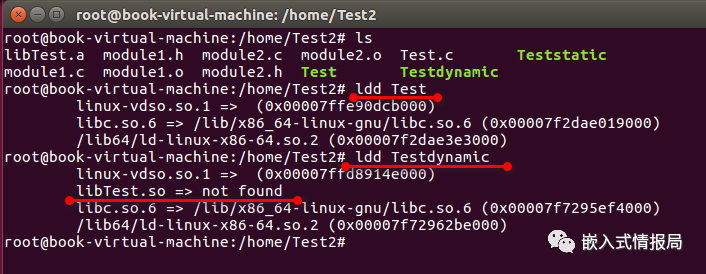 root@book-virtual-machine: /home/Test2
root@book-virtual-machine:/home/Test2# ls
libTest.a  module1.h  module2.c  module2.o  Test.c       Teststatic
module1.c  module1.o  module2.h  Test       Testdynamic
root@book-virtual-machine:/home/Test2# ldd Test
linux-vdso.so.1 =>  (0x00007ffe90dcb000)
libc.so.6 => /lib/x86_64-linux-gnu/libc.so.6 (0x00007f2dae019000)
/lib64/ld-linux-x86-64.so.2 (0x00007f2dae3e3000)
root@book-virtual-machine:/home/Test2# ldd Testdynamic
linux-vdso.so.1 =>  (0x00007ffd8914e000)
libTest.so => not found
libc.so.6 => /lib/x86_64-linux-gnu/libc.so.6 (0x00007f7295ef4000)
/lib64/ld-linux-x86-64.so.2 (0x00007f72962be000)
root@book-virtual-machine:/home/Test2#
嵌入式情报局